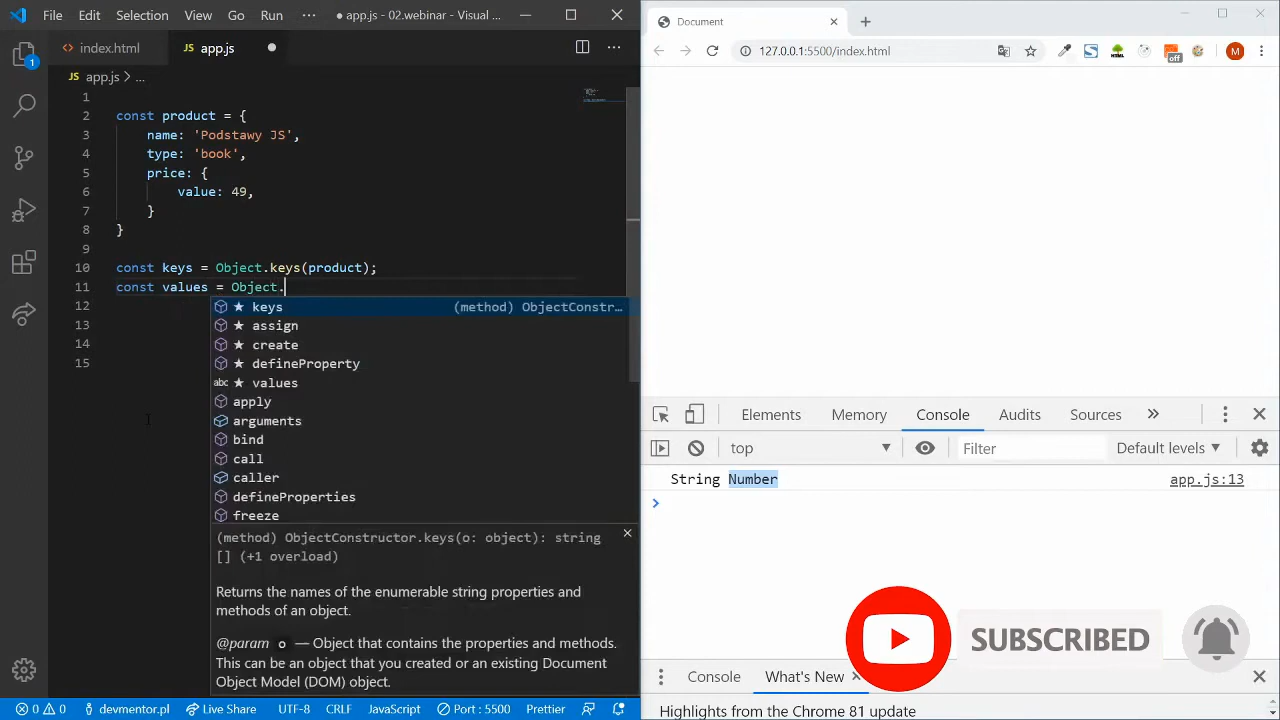 File Edit Selection View Go Run ··· ● app.js - 02.webinar - Visual ...
index.html
JS app.js ●
JS app.js > ...
1
2 const product = {
3 name: 'Podstawy JS',
4 type: 'book',
5 price: {
6 value: 49,
7 }
8 }
9
10 const keys = Object.keys(product);
11 const values = Object.
12
13
14
15
keys (method) ObjectConstr…
assign
create
defineProperty
abc values
apply
arguments
bind
call
caller
defineProperties
freeze
(method) ObjectConstructor.keys(o: object): string
[] (+1 overload)
Returns the names of the enumerable string properties and
methods of an object.
@param o — Object that contains the properties and methods.
This can be an object that you created or an existing Document
Object Model (DOM) object.
1
0 0 devmentor.pl Live Share UTF-8 CRLF JavaScript Port : 5500 Prettier
Document
127.0.0.1:5500/index.html
off
M
Elements Memory Console Audits Sources
top Filter Default levels
String Number app.js:13
SUBSCRIBED
Console What's New
Highlights from the Chrome 81 update